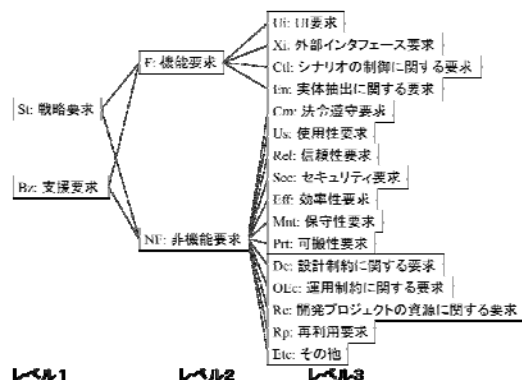 St: 戦略要求
Bz: 支援要求
F: 機能要求
NF: 非機能要求
Ui: UI要求
Xi: 外部インタフェース要求
Ctl: シナリオの制御に関する要求
En: 実体抽出に関する要求
Cm: 法令遵守要求
Us: 使用性要求
Rel: 信頼性要求
Sec: セキュリティ要求
Eff: 効率性要求
Mnt: 保守性要求
Prt: 可搬性要求
Dc: 設計制約に関する要求
OEc: 運用制約に関する要求
Rc: 開発プロジェクトの資源に関する要求
Rp: 再利用要求
Etc: その他
レベル1
レベル2
レベル3